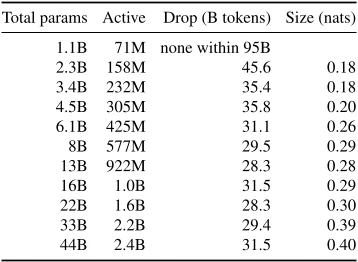 Total params Active Drop (B tokens) Size (nats)
1.1B 71M none within 95B
2.3B 158M 45.6 0.18
3.4B 232M 35.4 0.18
4.5B 305M 35.8 0.20
6.1B 425M 31.1 0.26
8B 577M 29.5 0.29
13B 922M 28.3 0.28
16B 1.0B 31.5 0.29
22B 1.6B 28.3 0.30
33B 2.2B 29.4 0.39
44B 2.4B 31.5 0.40